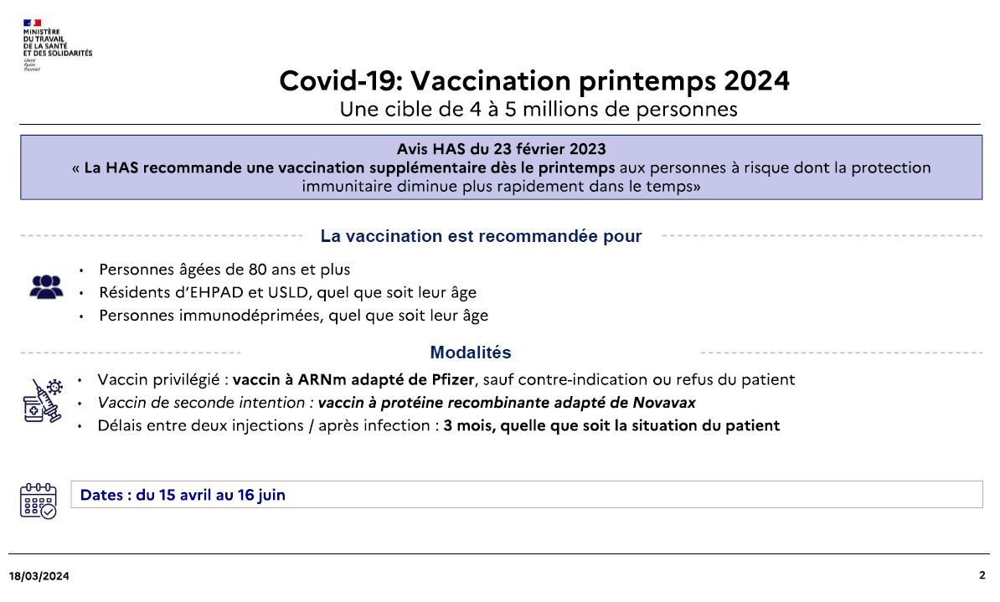 MINISTÈRE
DU TRAVAIL
DE LA SANTÉ
ET DES SOLIDARITÉS
Liberté
Égalité
Fraternité
Covid-19: Vaccination printemps 2024
Une cible de 4 à 5 millions de personnes
Avis HAS du 23 février 2023
« La HAS recommande une vaccination supplémentaire dès le printemps aux personnes à risque dont la protection
immunitaire diminue plus rapidement dans le temps»
La vaccination est recommandée pour
• Personnes âgées de 80 ans et plus
• Résidents d’EHPAD et USLD, quel que soit leur âge
• Personnes immunodéprimées, quel que soit leur âge
Modalités
• Vaccin privilégié : vaccin à ARNm adapté de Pfizer, sauf contre-indication ou refus du patient
• Vaccin de seconde intention : vaccin à protéine recombinante adapté de Novavax
• Délais entre deux injections / après infection : 3 mois, quelle que soit la situation du patient
Dates : du 15 avril au 16 juin
18/03/2024
2